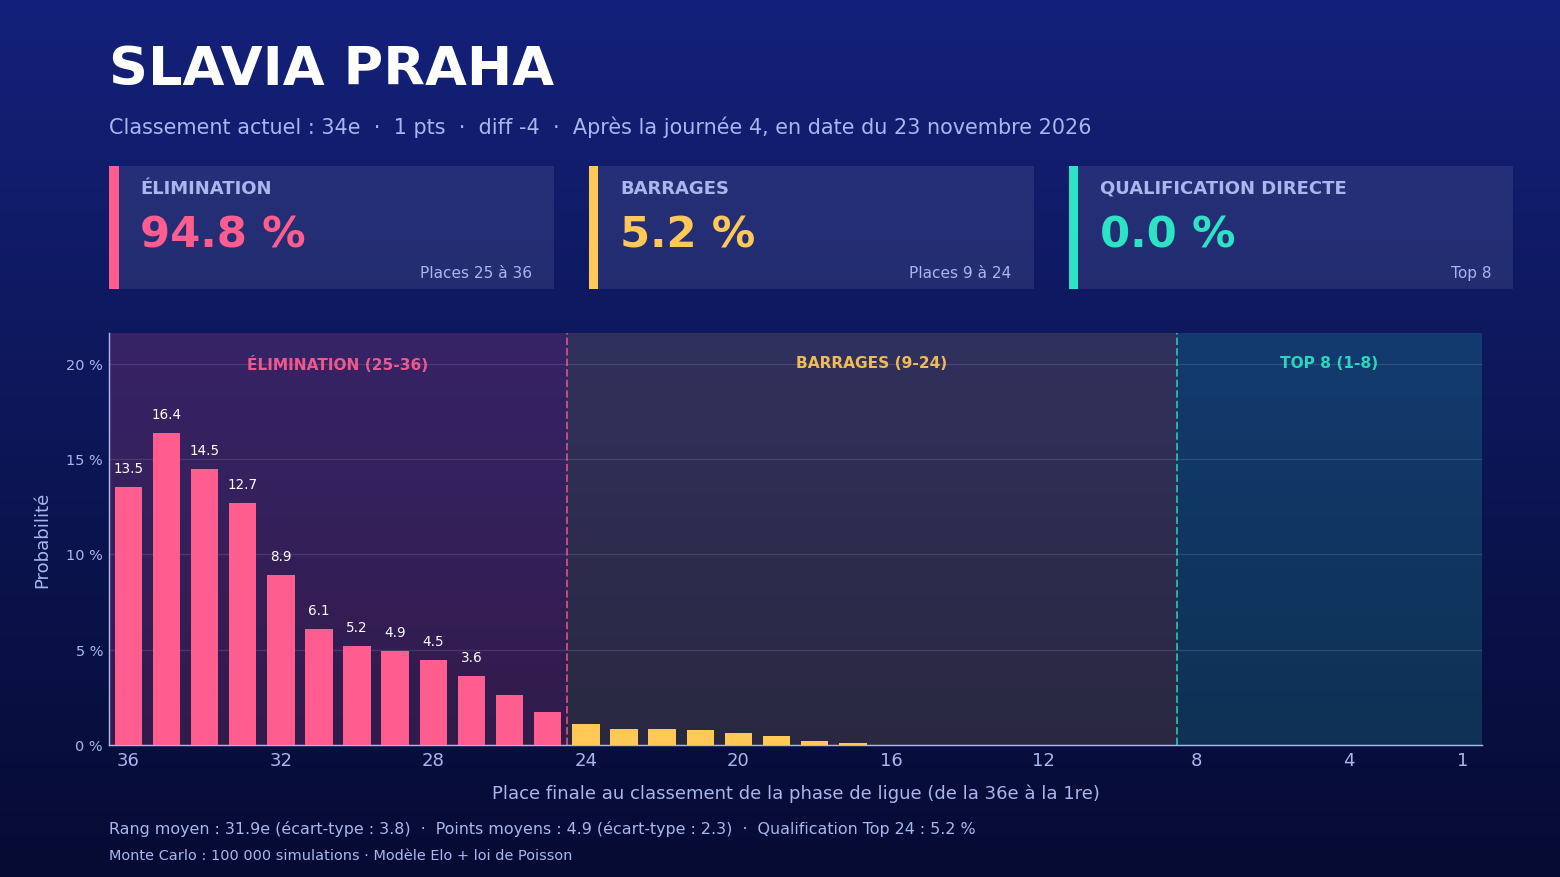 SLAVIA PRAHA
Classement actuel : 34e · 1 pts · diff -4 · Après la journée 4, en date du 23 novembre 2026
ÉLIMINATION
94.8 %
Places 25 à 36
BARRAGES
5.2 %
Places 9 à 24
QUALIFICATION DIRECTE
0.0 %
Top 8
ÉLIMINATION (25-36)
BARRAGES (9-24)
TOP 8 (1-8)
Probabilité
20 %
15 %
10 %
5 %
0 %
13.5
16.4
14.5
12.7
8.9
6.1
5.2
4.9
4.5
3.6
36
32
28
24
20
16
12
8
4
1
Place finale au classement de la phase de ligue (de la 36e à la 1re)
Rang moyen : 31.9e (écart-type : 3.8) · Points moyens : 4.9 (écart-type : 2.3) · Qualification Top 24 : 5.2 %
Monte Carlo : 100 000 simulations · Modèle Elo + loi de Poisson